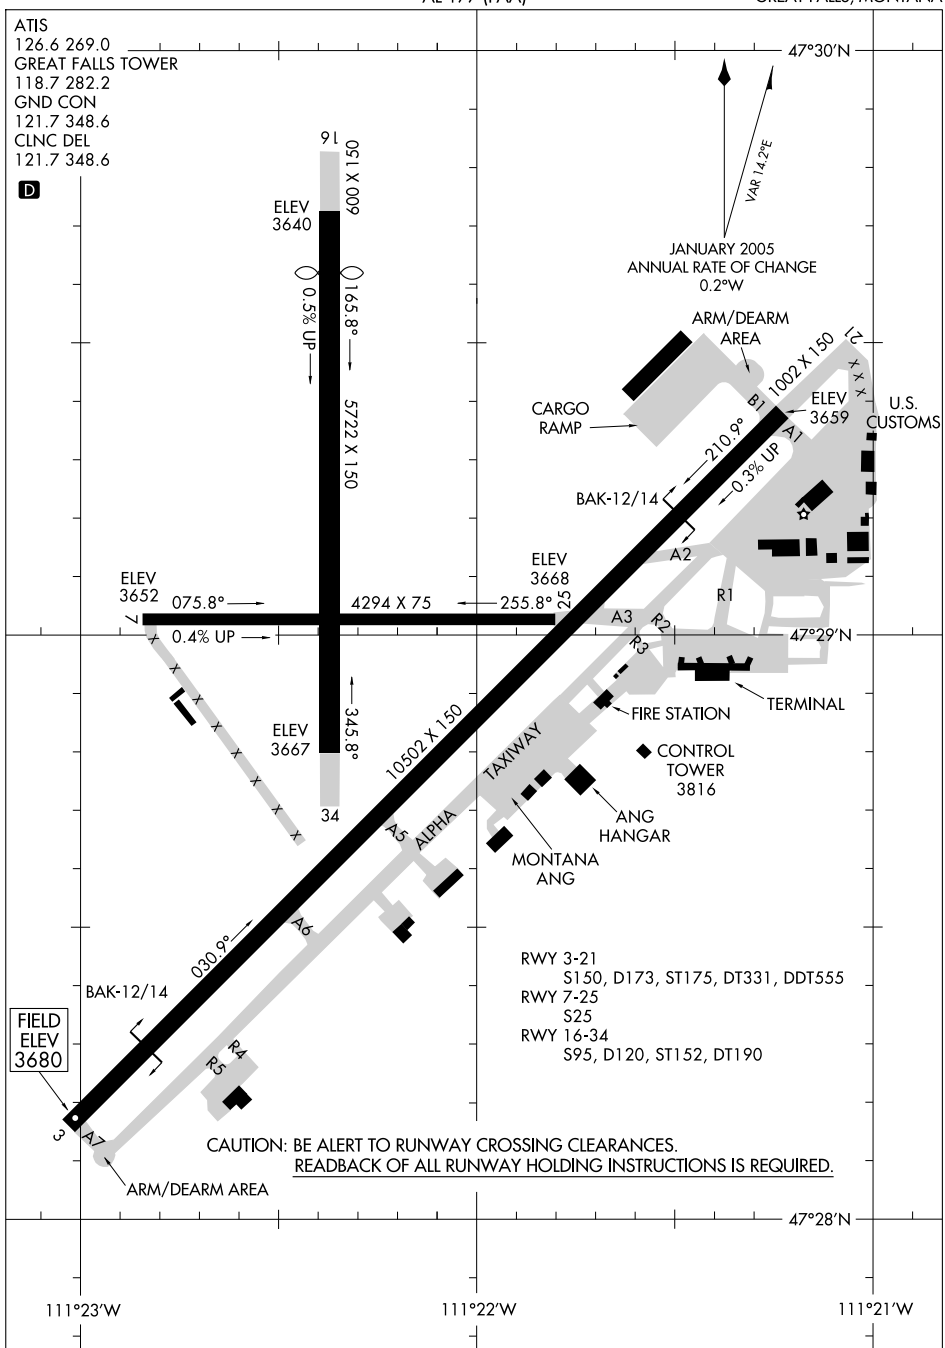 ATIS
126.6 269.0
GREAT FALLS TOWER
118.7 282.2
GND CON
121.7 348.6
CLNC DEL
121.7 348.6
D
47°30'N
VAR 14.2°E
JANUARY 2005
ANNUAL RATE OF CHANGE
0.2°W
16
600 X 150
ELEV
3640
165.8°
0.5% UP
5722 X 150
ARM/DEARM
AREA
1002 X 150
21
X X X
ELEV
3659
U.S.
CUSTOMS
CARGO
RAMP
B1
A1
210.9°
0.3% UP
BAK-12/14
A2
ELEV
3652
075.8°
4294 X 75
255.8°
ELEV
3668
25
7
0.4% UP
A3
R1
R2
R3
47°29'N
X X X X X X X
TERMINAL
FIRE STATION
CONTROL
TOWER
3816
ELEV
3667
345.8°
34
10502 X 150
ALPHA
TAXIWAY
ANG
HANGAR
MONTANA
ANG
A5
A6
030.9°
BAK-12/14
RWY 3-21
S150, D173, ST175, DT331, DDT555
RWY 7-25
S25
RWY 16-34
S95, D120, ST152, DT190
FIELD
ELEV
3680
R4
R5
3
A7
CAUTION: BE ALERT TO RUNWAY CROSSING CLEARANCES.
READBACK OF ALL RUNWAY HOLDING INSTRUCTIONS IS REQUIRED.
ARM/DEARM AREA
47°28'N
111°23'W
111°22'W
111°21'W